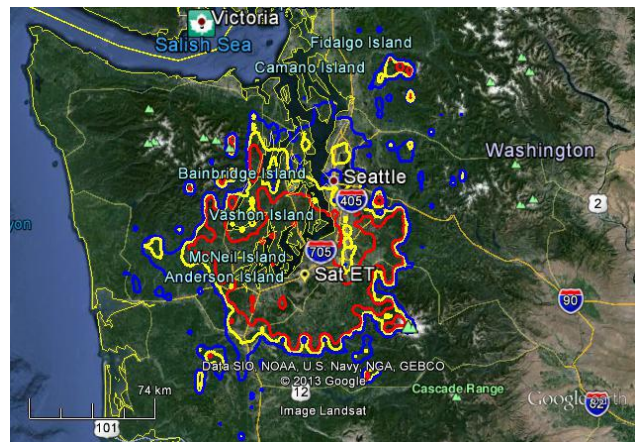 Victoria
Salish Sea
Fidalgo Island
Camano Island
Washington
Bainbridge Island
Seattle
405
2
Vashon Island
705
McNeil Island
Sat ET
Anderson Island
90
Data SIO, NOAA, U.S. Navy, NGA, GEBCO
© 2013 Google
74 km
12
Cascade Range
Google earth
Image Landsat
82
101